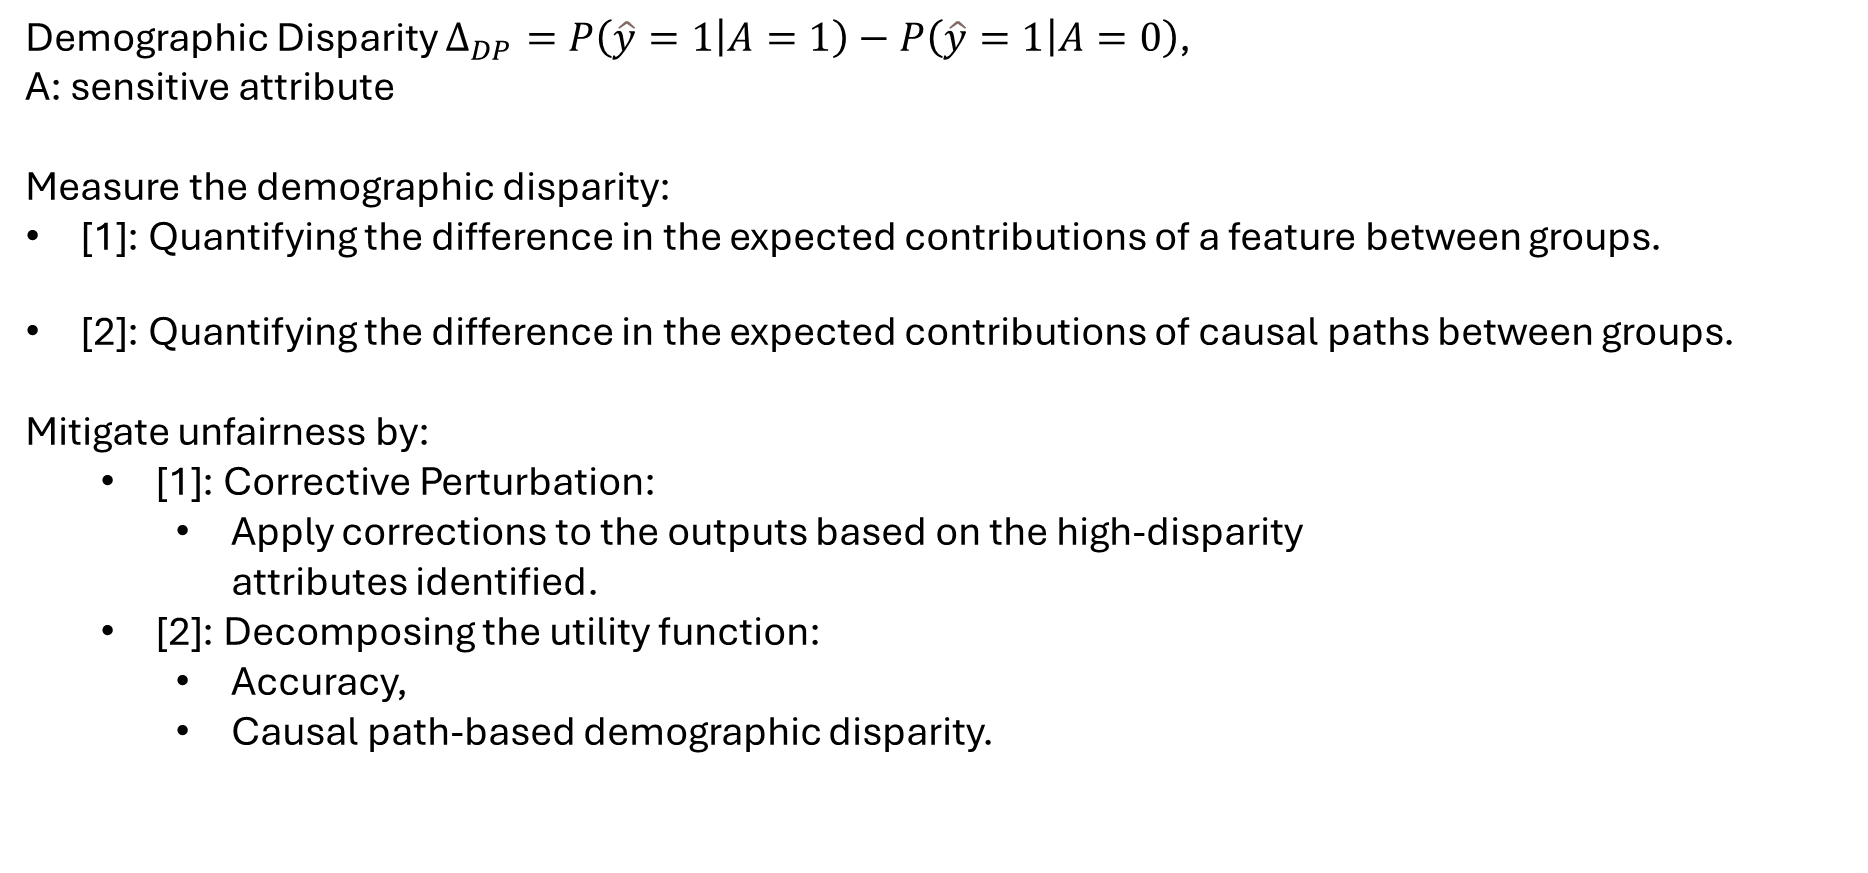 Demographic Disparity Δ_DP = P(ŷ = 1|A = 1) − P(ŷ = 1|A = 0),
A: sensitive attribute
Measure the demographic disparity:
• [1]: Quantifying the difference in the expected contributions of a feature between groups.
• [2]: Quantifying the difference in the expected contributions of causal paths between groups.
Mitigate unfairness by:
• [1]: Corrective Perturbation:
• Apply corrections to the outputs based on the high-disparity
attributes identified.
• [2]: Decomposing the utility function:
• Accuracy,
• Causal path-based demographic disparity.